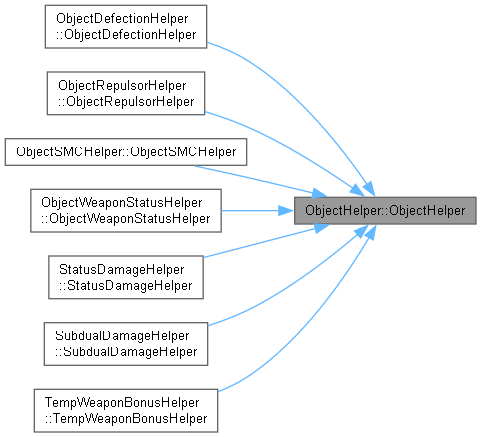 ObjectDefectionHelper
::ObjectDefectionHelper
ObjectRepulsorHelper
::ObjectRepulsorHelper
ObjectSMCHelper::ObjectSMCHelper
ObjectWeaponStatusHelper
::ObjectWeaponStatusHelper
ObjectHelper::ObjectHelper
StatusDamageHelper
::StatusDamageHelper
SubdualDamageHelper
::SubdualDamageHelper
TempWeaponBonusHelper
::TempWeaponBonusHelper